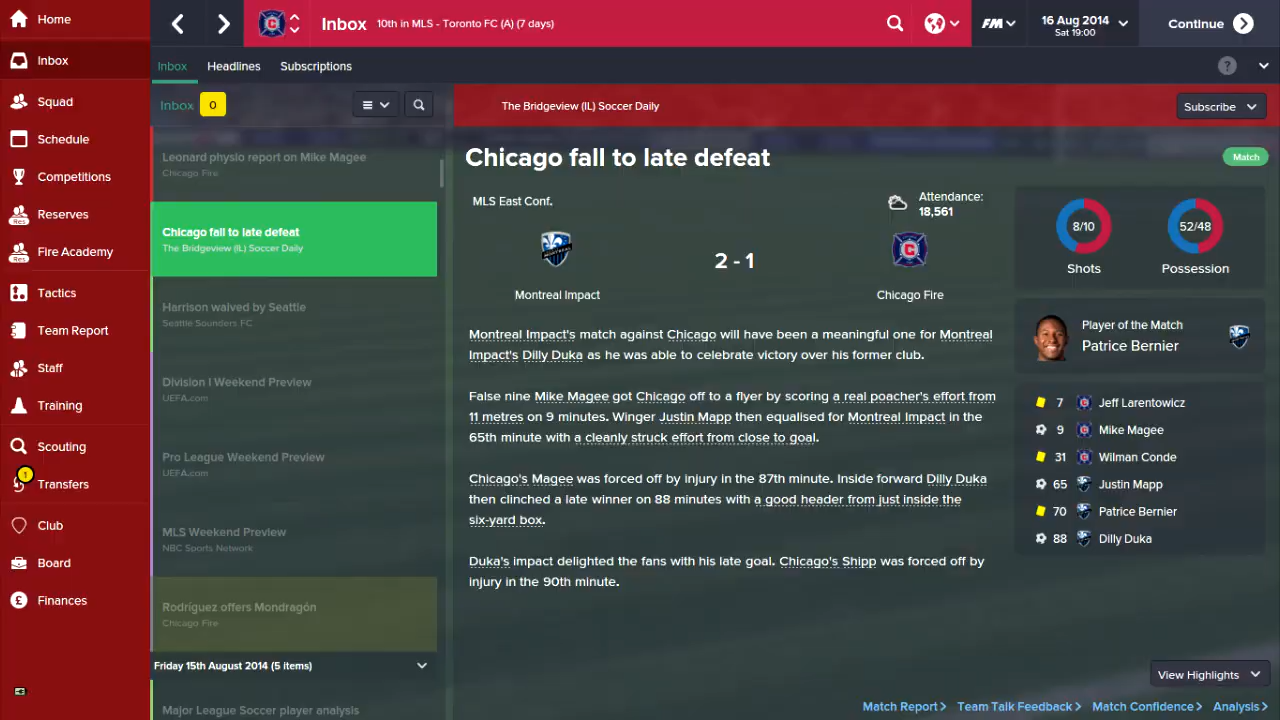 Home
Inbox
Squad
Schedule
Competitions
Res
Reserves
Res
Fire Academy
Tactics
Team Report
Staff
Training
Scouting
1
Transfers
Club
Board
£
Finances
Inbox
10th in MLS - Toronto FC (A) (7 days)
FM
16 Aug 2014
Sat 19:00
Continue
Inbox
Headlines
Subscriptions
?
Inbox
0
Leonard physio report on Mike Magee
Chicago Fire
Chicago fall to late defeat
The Bridgeview (IL) Soccer Daily
Harrison waived by Seattle
Seattle Sounders FC
Division I Weekend Preview
UEFA.com
Pro League Weekend Preview
UEFA.com
MLS Weekend Preview
NBC Sports Network
Rodríguez offers Mondragón
Chicago Fire
Friday 15th August 2014 (5 items)
Major League Soccer player analysis
The Bridgeview (IL) Soccer Daily
Subscribe
Chicago fall to late defeat
Match
MLS East Conf.
Attendance:
18,561
2 - 1
Montreal Impact
Chicago Fire
Montreal Impact's match against Chicago will have been a meaningful one for Montreal
Impact's Dilly Duka as he was able to celebrate victory over his former club.
False nine Mike Magee got Chicago off to a flyer by scoring a real poacher's effort from
11 metres on 9 minutes. Winger Justin Mapp then equalised for Montreal Impact in the
65th minute with a cleanly struck effort from close to goal.
Chicago's Magee was forced off by injury in the 87th minute. Inside forward Dilly Duka
then clinched a late winner on 88 minutes with a good header from just inside the
six-yard box.
Duka's impact delighted the fans with his late goal. Chicago's Shipp was forced off by
injury in the 90th minute.
8/10
Shots
52/48
Possession
Player of the Match
Patrice Bernier
7 Jeff Larentowicz
9 Mike Magee
31 Wilman Conde
65 Justin Mapp
70 Patrice Bernier
88 Dilly Duka
View Highlights
Match Report
Team Talk Feedback
Match Confidence
Analysis